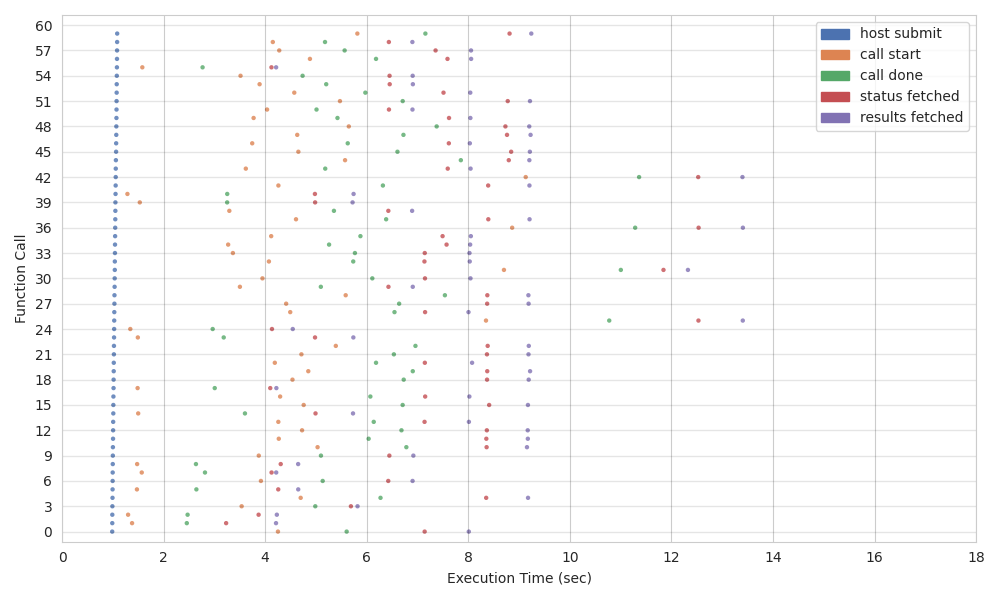 host submit
call start
call done
status fetched
results fetched
Function Call
60
57
54
51
48
45
42
39
36
33
30
27
24
21
18
15
12
9
6
3
0
0 2 4 6 8 10 12 14 16 18
Execution Time (sec)